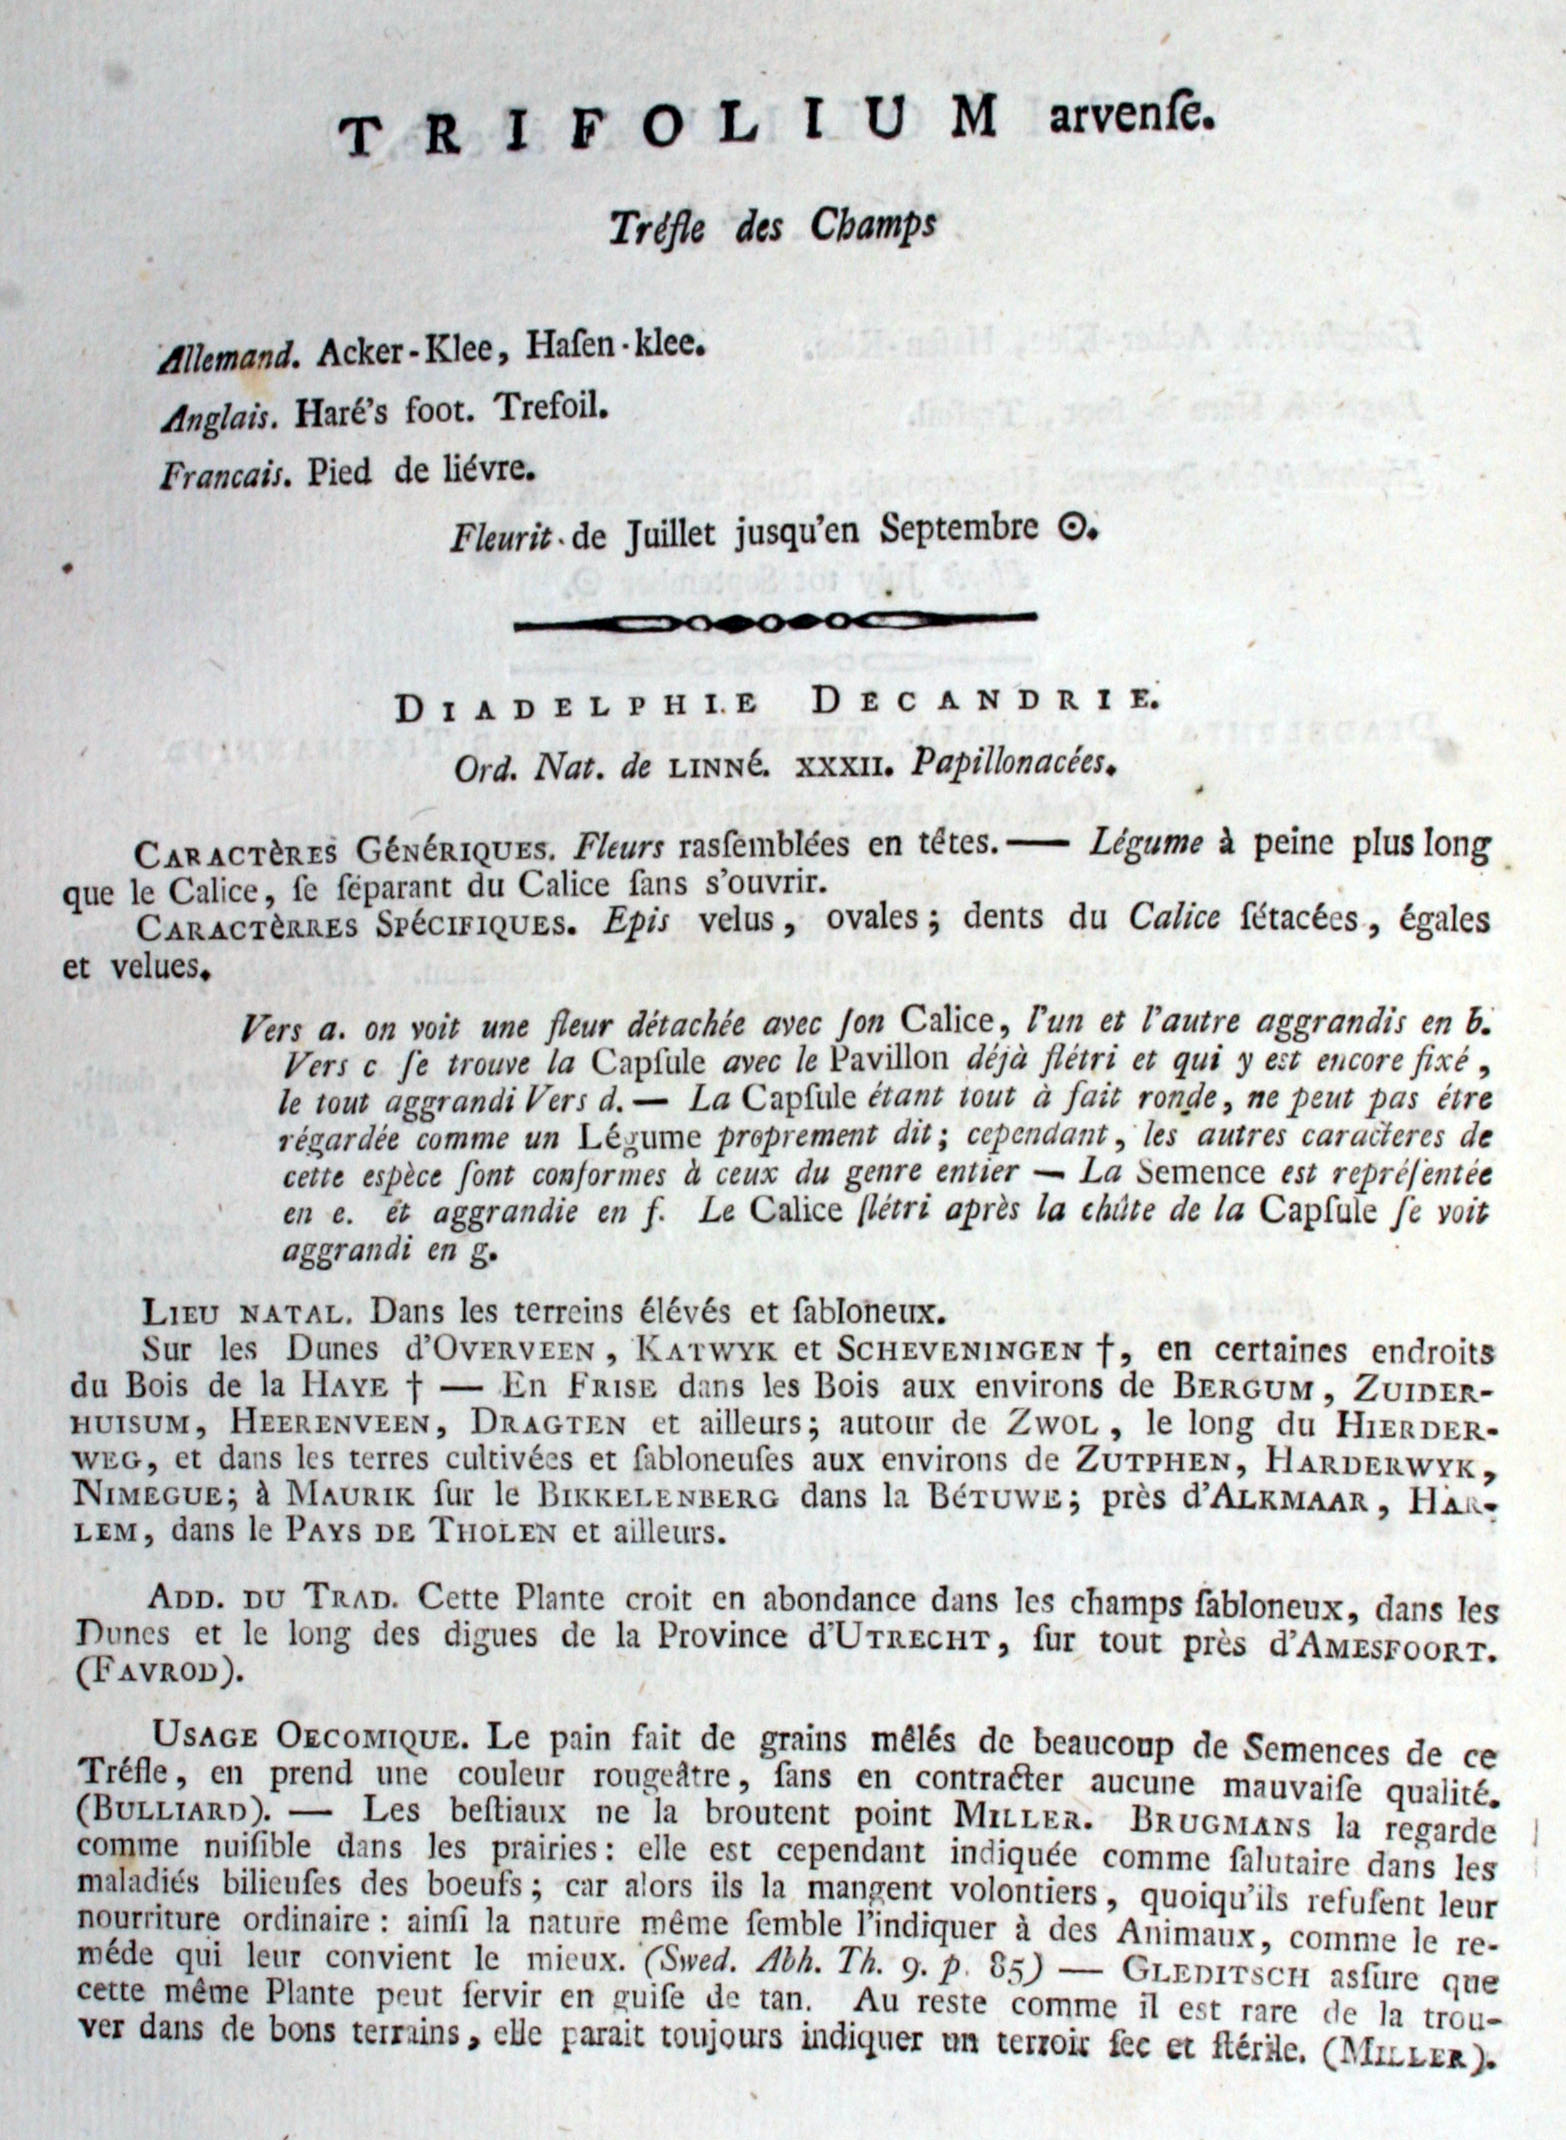 TRIFOLIUM arvenſe.
Tréfle des Champs
Allemand. Acker-Klee, Haſen-klee.
Anglais. Haré's foot. Trefoil.
Francais. Pied de liévre.
Fleurit de Juillet jusqu'en Septembre ☉.
DIADELPHIE DECANDRIE.
Ord. Nat. de LINNé. XXXII. Papillonacées.
CARACTèRES GéNéRIQUES. Fleurs rasſemblées en têtes. — Légume à peine plus long
que le Calice, ſe ſéparant du Calice ſans s'ouvrir.
CARACTèRRES SPéCIFIQUES. Epis velus, ovales; dents du Calice ſétacées, égales
et velues.
Vers a. on voit une fleur détachée avec ſon Calice, l'un et l'autre aggrandis en b.
Vers c ſe trouve la Capſule avec le Pavillon déjà flétri et qui y est encore fixé,
le tout aggrandi Vers d. — La Capſule étant tout à fait ronde, ne peut pas étre
régardée comme un Légume proprement dit; cependant, les autres caracteres de
cette espèce ſont conformes à ceux du genre entier — La Semence est repréſentée
en e. et aggrandie en f. Le Calice flétri après la chûte de la Capſule ſe voit
aggrandi en g.
LIEU NATAL. Dans les terreins élévés et ſabloneux.
Sur les Dunes d'OVERVEEN, KATWYK et SCHEVENINGEN †, en certaines endroits
du Bois de la HAYE † — En FRISE dans les Bois aux environs de BERGUM, ZUIDER-
HUISUM, HEERENVEEN, DRAGTEN et ailleurs; autour de ZWOL, le long du HIERDER-
WEG, et dans les terres cultivées et ſabloneuſes aux environs de ZUTPHEN, HARDERWYK,
NIMEGUE; à MAURIK ſur le BIKKELENBERG dans la BéTUWE; près d'ALKMAAR, HAR-
LEM, dans le PAYS DE THOLEN et ailleurs.
ADD. DU TRAD. Cette Plante croit en abondance dans les champs ſabloneux, dans les
Dunes et le long des digues de la Province d'UTRECHT, ſur tout près d'AMESFOORT.
(FAVROD).
USAGE OECOMIQUE. Le pain fait de grains mêlés de beaucoup de Semences de ce
Tréfle, en prend une couleur rougeâtre, ſans en contracter aucune mauvaiſe qualité.
(BULLIARD). — Les beſtiaux ne la broutent point MILLER. BRUGMANS la regarde
comme nuiſible dans les prairies: elle est cependant indiquée comme ſalutaire dans les
maladiés bilieuſes des boeufs; car alors ils la mangent volontiers, quoiqu'ils refuſent leur
nourriture ordinaire: ainſi la nature même ſemble l'indiquer à des Animaux, comme le re-
méde qui leur convient le mieux. (Swed. Abh. Th. 9. p. 85) — GLEDITSCH asſure que
cette même Plante peut ſervir en guiſe de tan. Au reste comme il est rare de la trou-
ver dans de bons terrains, elle parait toujours indiquer un terroir ſec et ſtérile. (MILLER).